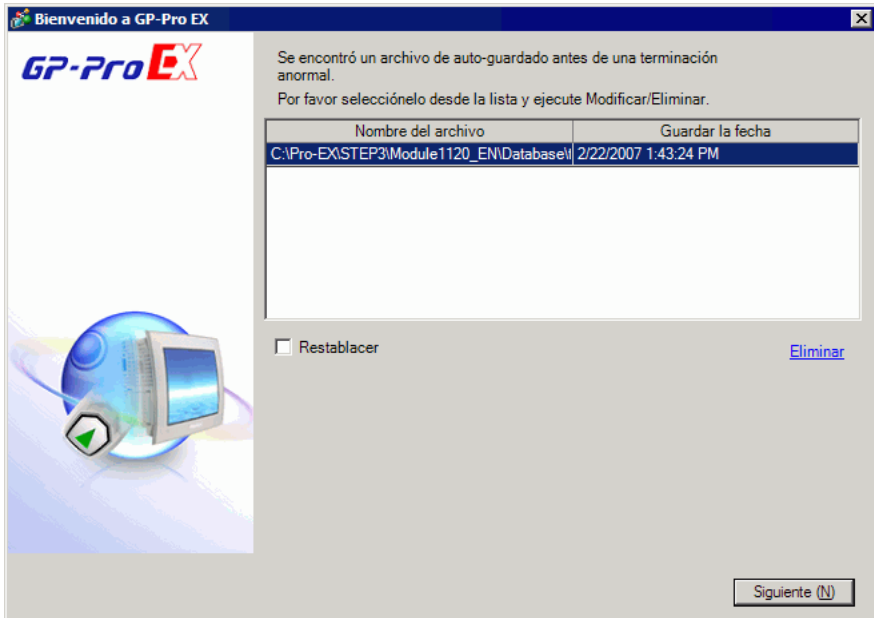 Bienvenido a GP-Pro EX
GP-Pro EX
Se encontró un archivo de auto-guardado antes de una terminación
anormal.
Por favor selecciónelo desde la lista y ejecute Modificar/Eliminar.
Nombre del archivo Guardar la fecha
C:\Pro-EX\STEP3\Module1120_EN\Database\ 2/22/2007 1:43:24 PM
Restablacer
Eliminar
Siguiente (N)